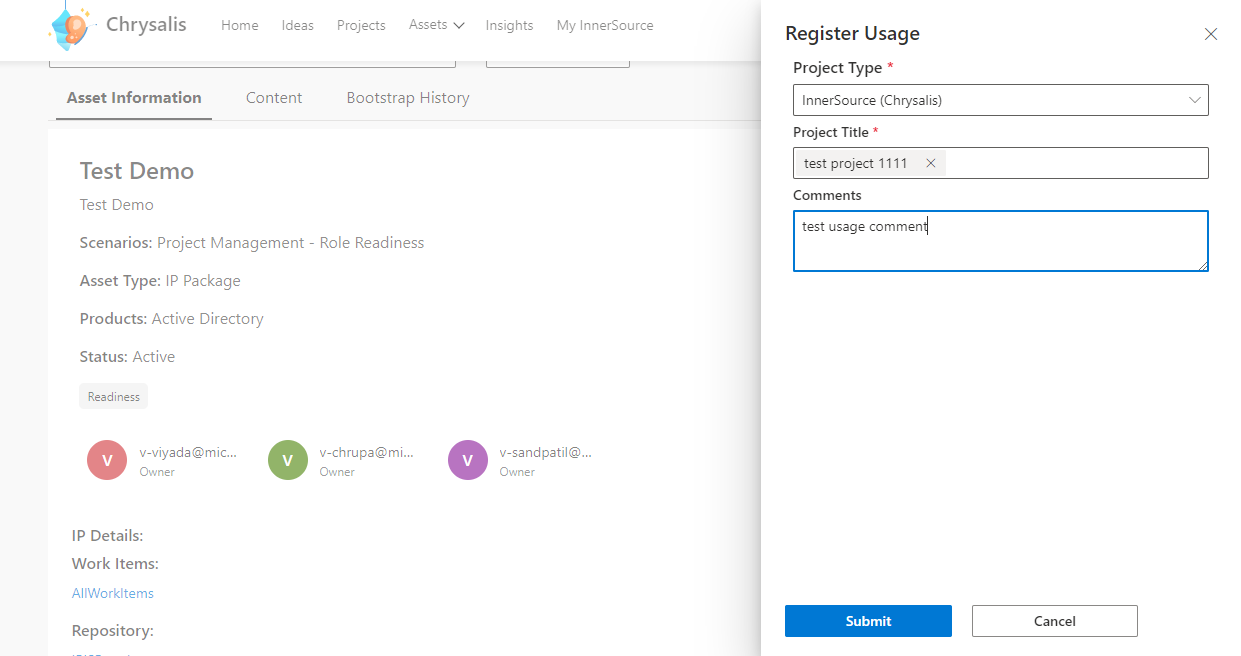 Chrysalis
Home Ideas Projects Assets Insights My InnerSource
Asset Information Content Bootstrap History
Test Demo
Test Demo
Scenarios: Project Management - Role Readiness
Asset Type: IP Package
Products: Active Directory
Status: Active
Readiness
V v-viyada@mic... Owner
V v-chrupa@mi... Owner
V v-sandpatil@... Owner
IP Details:
Work Items:
AllWorkItems
Repository:
Register Usage
Project Type *
InnerSource (Chrysalis)
Project Title *
test project 1111
Comments
test usage comment
Submit Cancel